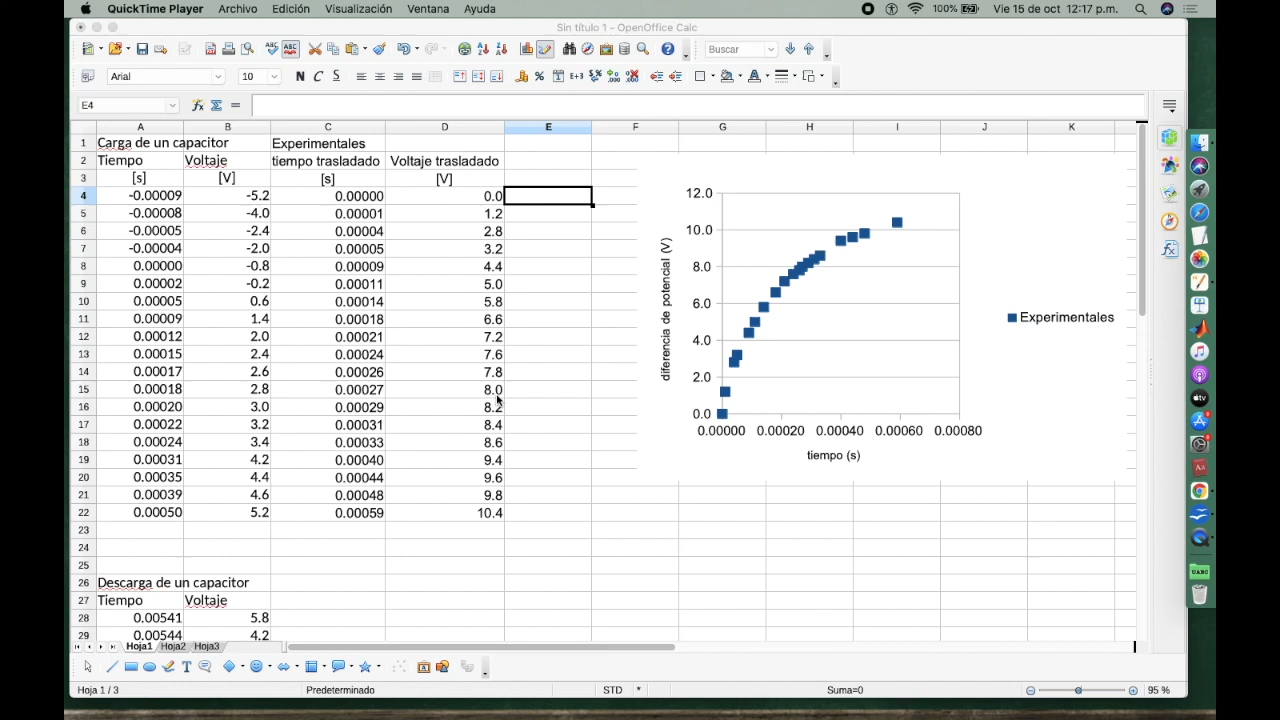 QuickTime Player Archivo Edición Visualización Ventana Ayuda 100% Vie 15 de oct 12:17 p.m.
Sin título 1 - OpenOffice Calc
Buscar
Arial 10
E4
A B C D E F G H I J K
1 Carga de un capacitor Experimentales
2 Tiempo Voltaje tiempo trasladado Voltaje trasladado
3 [s] [V] [s] [V]
4 -0.00009 -5.2 0.00000 0.0
5 -0.00008 -4.0 0.00001 1.2
6 -0.00005 -2.4 0.00004 2.8
7 -0.00004 -2.0 0.00005 3.2
8 0.00000 -0.8 0.00009 4.4
9 0.00002 -0.2 0.00011 5.0
10 0.00005 0.6 0.00014 5.8
11 0.00009 1.4 0.00018 6.6
12 0.00012 2.0 0.00021 7.2
13 0.00015 2.4 0.00024 7.6
14 0.00017 2.6 0.00026 7.8
15 0.00018 2.8 0.00027 8.0
16 0.00020 3.0 0.00029 8.2
17 0.00022 3.2 0.00031 8.4
18 0.00024 3.4 0.00033 8.6
19 0.00031 4.2 0.00040 9.4
20 0.00035 4.4 0.00044 9.6
21 0.00039 4.6 0.00048 9.8
22 0.00050 5.2 0.00059 10.4
23
24
25
26 Descarga de un capacitor
27 Tiempo Voltaje
28 0.00541 5.8
29 0.00544 4.2
12.0
10.0
8.0
6.0
4.0
2.0
0.0
diferencia de potencial (V)
0.00000 0.00020 0.00040 0.00060 0.00080
tiempo (s)
Experimentales
Hoja1 Hoja2 Hoja3
Hoja 1 / 3 Predeterminado STD * Suma=0 95 %
tv
UABC